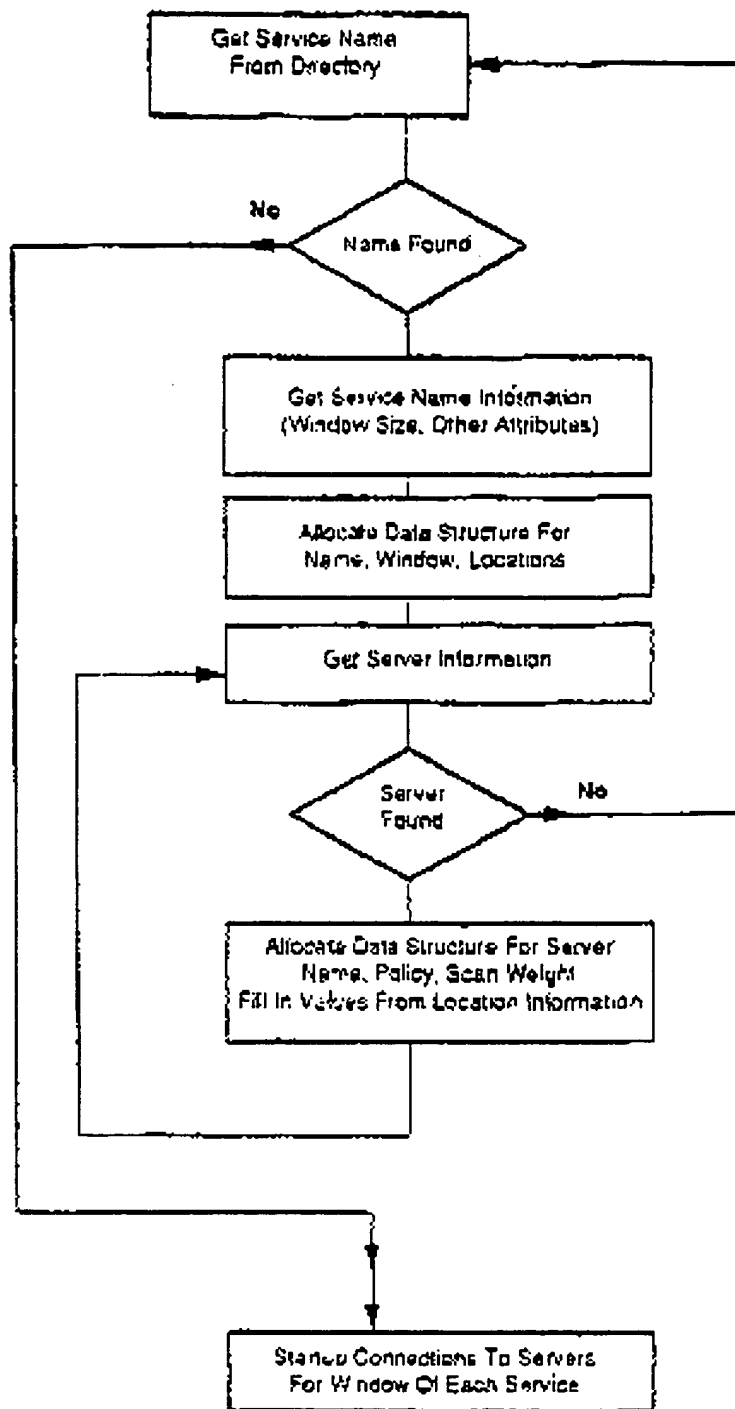 Get Service Name
From Directory
No
Name Found
Get Service Name Information
(Window Size, Other Attributes)
Allocate Data Structure For
Name, Window, Locations
Get Server Information
Server
Found
No
Allocate Data Structure For Server
Name, Policy, Scan Weight
Fill In Values From Location Information
Startup Connections To Servers
For Window Of Each Service